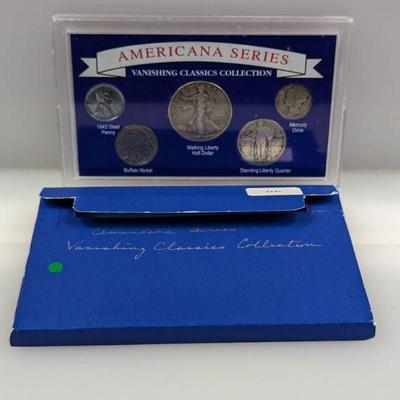 AMERICANA SERIES
VANISHING CLASSICS COLLECTION
1943 Steel
Penny
Mercury
Dime
Walking Liberty
Half Dollar
Buffalo Nickel
Standing Liberty Quarter
Americana Series
Vanishing Classics Collection